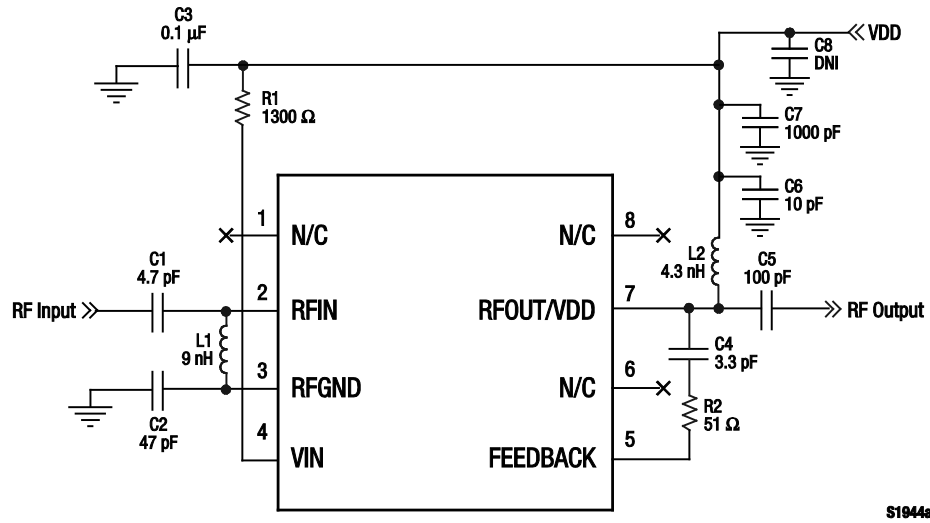 C3
0.1 µF
C8
DNI
VDD
R1
1300 Ω
C7
1000 pF
C6
10 pF
1
N/C
8
N/C
L2
4.3 nH
C5
100 pF
C1
4.7 pF
RF Input
2
RFIN
7
RFOUT/VDD
RF Output
L1
9 nH
C4
3.3 pF
3
RFGND
6
N/C
C2
47 pF
R2
51 Ω
4
VIN
5
FEEDBACK
S1944a